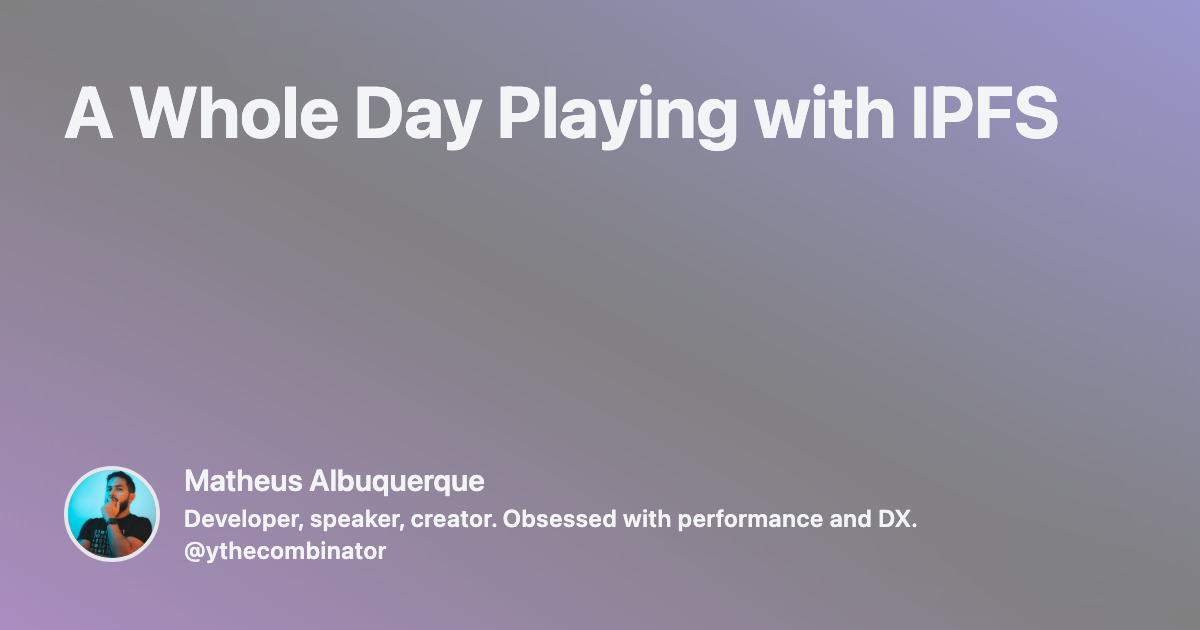 A Whole Day Playing with IPFS
Matheus Albuquerque
Developer, speaker, creator. Obsessed with performance and DX.
@ythecombinator